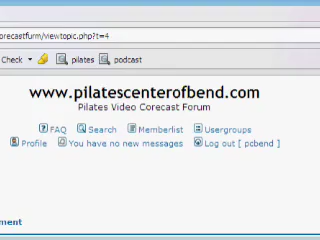 orecastfurm/viewtopic.php?t=4
Check pilates podcast
www.pilatescenterofbend.com
Pilates Video Corecast Forum
FAQ Search Memberlist Usergroups
Profile You have no new messages Log out [ pcbend ]
ment